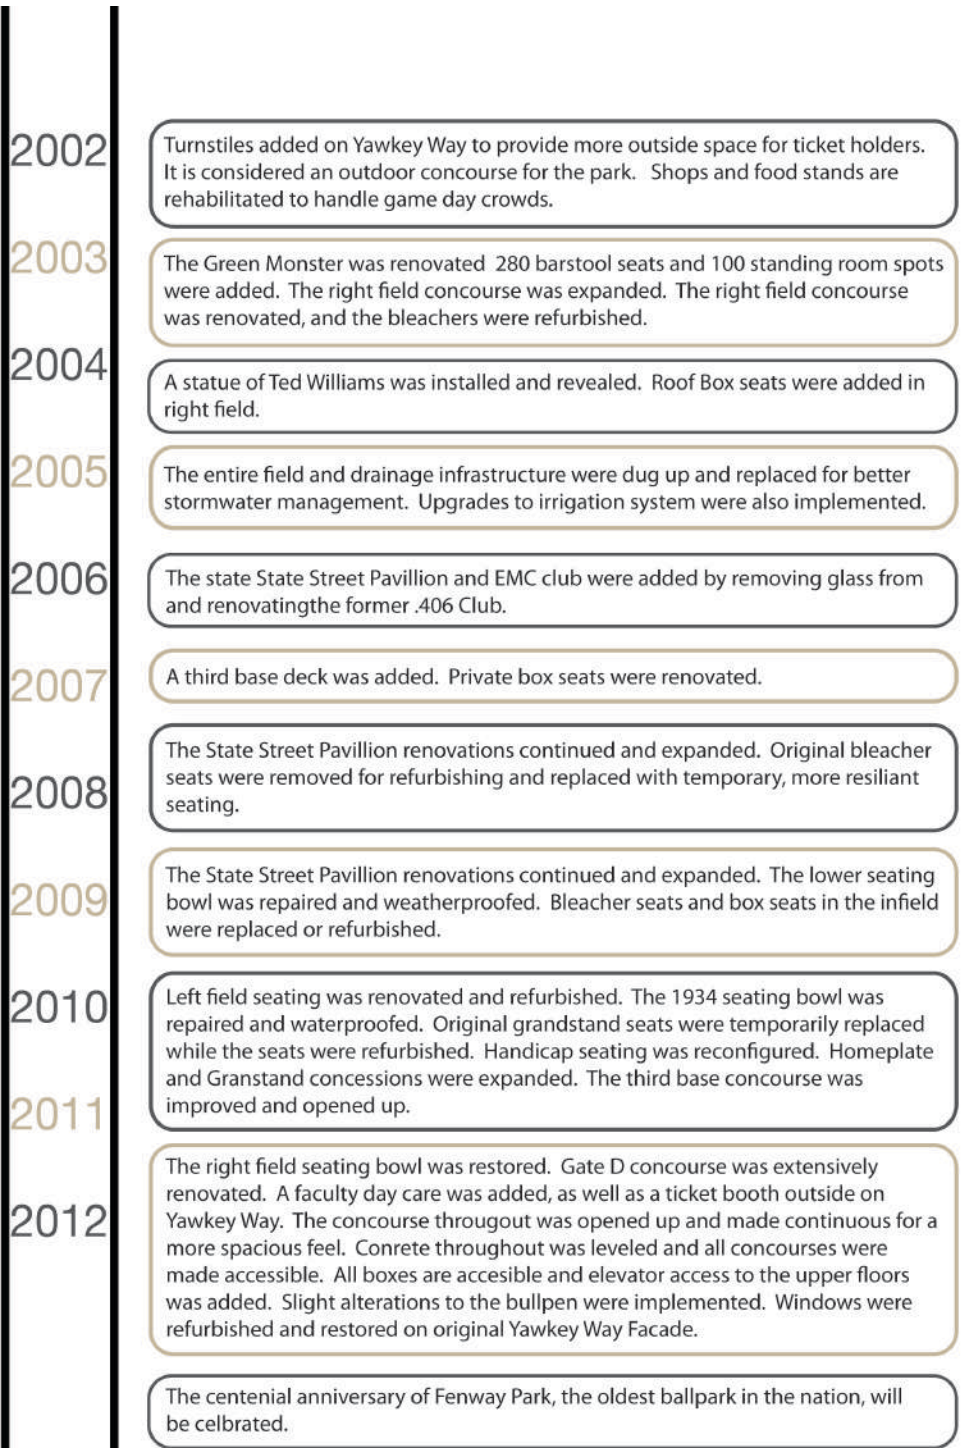 2002
Turnstiles added on Yawkey Way to provide more outside space for ticket holders.
It is considered an outdoor concourse for the park. Shops and food stands are
rehabilitated to handle game day crowds.
2003
The Green Monster was renovated 280 barstool seats and 100 standing room spots
were added. The right field concourse was expanded. The right field concourse
was renovated, and the bleachers were refurbished.
2004
A statue of Ted Williams was installed and revealed. Roof Box seats were added in
right field.
2005
The entire field and drainage infrastructure were dug up and replaced for better
stormwater management. Upgrades to irrigation system were also implemented.
2006
The state State Street Pavillion and EMC club were added by removing glass from
and renovatingthe former .406 Club.
2007
A third base deck was added. Private box seats were renovated.
2008
The State Street Pavillion renovations continued and expanded. Original bleacher
seats were removed for refurbishing and replaced with temporary, more resiliant
seating.
2009
The State Street Pavillion renovations continued and expanded. The lower seating
bowl was repaired and weatherproofed. Bleacher seats and box seats in the infield
were replaced or refurbished.
2010
Left field seating was renovated and refurbished. The 1934 seating bowl was
repaired and waterproofed. Original grandstand seats were temporarily replaced
while the seats were refurbished. Handicap seating was reconfigured. Homeplate
and Granstand concessions were expanded. The third base concourse was
improved and opened up.
2011
The right field seating bowl was restored. Gate D concourse was extensively
renovated. A faculty day care was added, as well as a ticket booth outside on
Yawkey Way. The concourse througout was opened up and made continuous for a
more spacious feel. Conrete throughout was leveled and all concourses were
made accessible. All boxes are accesible and elevator access to the upper floors
was added. Slight alterations to the bullpen were implemented. Windows were
refurbished and restored on original Yawkey Way Facade.
2012
The centenial anniversary of Fenway Park, the oldest ballpark in the nation, will
be celbrated.